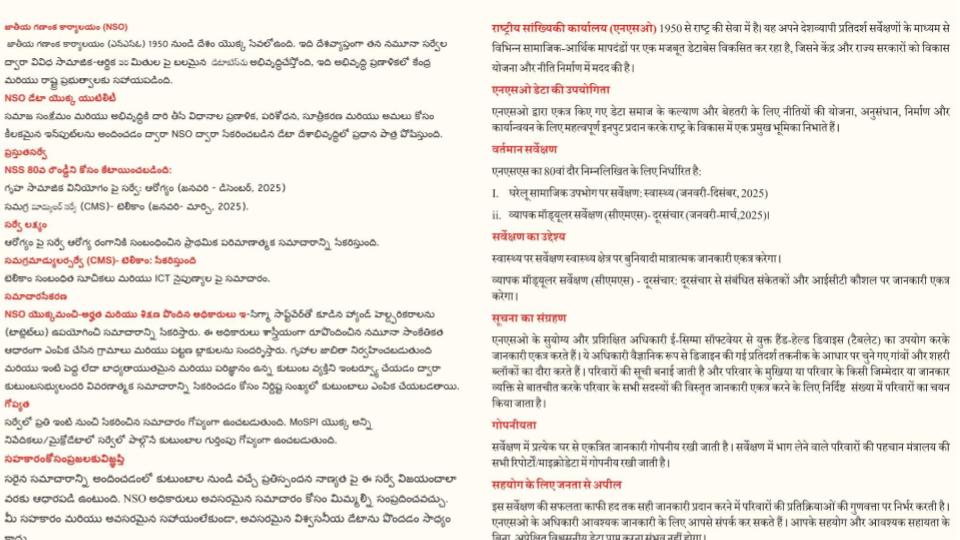 జాతీయ గణాంక కార్యాలయం (NSO)
జాతీయ గణాంక కార్యాలయం (ఎన్ఎస్ఓ) 1950 నుండి దేశం యొక్క సేవలోఉంది. ఇది దేశవ్యాప్తంగా తన నమూనా సర్వేల
ద్వారా వివిధ సామాజిక-ఆర్థిక పరిమితుల పై బలమైన డేటాబేస్‌ను అభివృద్ధిచేస్తోంది, ఇది అభివృద్ధి ప్రణాళికలో కేంద్ర
మరియు రాష్ట్ర ప్రభుత్వాలకు సహాయపడింది.
NSO డేటా యొక్క యుటిలిటీ
సమాజ సంక్షేమం మరియు అభివృద్ధికి దారి తీసే విధానాల ప్రణాళిక, పరిశోధన, సూత్రీకరణ మరియు అమలు కోసం
కీలకమైన ఇన్‌పుట్‌లను అందించడం ద్వారా NSO ద్వారా సేకరించబడిన డేటా దేశాభివృద్ధిలో ప్రధాన పాత్ర పోషిస్తుంది.
ప్రస్తుతసర్వే
NSS 80వ రౌండ్దీని కోసం కేటాయించబడింది:
గృహ సామాజిక వినియోగం పై సర్వే: ఆరోగ్యం (జనవరి - డిసెంబర్, 2025)
సమగ్ర మాడ్యులర్ సర్వే (CMS)- టెలికాం (జనవరి- మార్చి, 2025).
సర్వే లక్ష్యం
ఆరోగ్యం పై సర్వే ఆరోగ్య రంగానికి సంబంధించిన ప్రాథమిక పరిమాణాత్మక సమాచారాన్ని సేకరిస్తుంది.
సమగ్రమాడ్యులర్సర్వే (CMS)- టెలికాం: సేకరిస్తుంది
టెలికాం సంబంధిత సూచికలు మరియు ICT నైపుణ్యాల పై సమాచారం.
సమాచారసేకరణ
NSO యొక్కమంచి-అర్హత మరియు శిక్షణ పొందిన అధికారులు ఇ-సిగ్మా సాఫ్ట్‌వేర్‌తో కూడిన హ్యాండ్ హెల్డ్పరికరాలను
(టాబ్లెట్‌లు) ఉపయోగించి సమాచారాన్ని సేకరిస్తారు. ఈ అధికారులు శాస్త్రీయంగా రూపొందించిన నమూనా సాంకేతికత
ఆధారంగా ఎంపిక చేసిన గ్రామాలు మరియు పట్టణ బ్లాకులను సందర్శిస్తారు. గృహాల జాబితా నిర్వహించబడుతుంది
మరియు ఇంటి పెద్ద లేదా బాధ్యతాయుతమైన మరియు పరిజ్ఞానం ఉన్న కుటుంబ వ్యక్తిని ఇంటర్వ్యూ చేయడం ద్వారా
కుటుంబసభ్యులందరి వివరణాత్మక సమాచారాన్ని సేకరించడం కోసం నిర్దిష్ట సంఖ్యలో కుటుంబాలు ఎంపిక చేయబడతాయి.
గోప్యత
సర్వేలో ప్రతి ఇంటి నుండి సేకరించిన సమాచారం గోప్యంగా ఉంచబడుతుంది. MoSPI యొక్క అన్ని
నివేదికలు/మైక్రోడేటాలో సర్వేలో పాల్గొనే కుటుంబాల గుర్తింపు గోప్యంగా ఉంచబడుతుంది.
సహకారంకోసంప్రజలకువిజ్ఞప్తి
సరైన సమాచారాన్ని అందించడంలో కుటుంబాల నుండి వచ్చే ప్రతిస్పందన నాణ్యత పై ఈ సర్వే విజయంచాలా
వరకు ఆధారపడి ఉంటుంది. NSO అధికారులు అవసరమైన సమాచారం కోసం మిమ్మల్ని సంప్రదించవచ్చు.
మీ సహకారం మరియు అవసరమైన సహాయంలేకుండా, అవసరమైన విశ్వసనీయ డేటాను పొందడం సాధ్యం
కాదు.
राष्ट्रीय सांख्यिकी कार्यालय (एनएसओ) 1950 से राष्ट्र की सेवा में है। यह अपने देशव्यापी प्रतिदर्श सर्वेक्षणों के माध्यम से
विभिन्न सामाजिक-आर्थिक मापदंडों पर एक मजबूत डेटाबेस विकसित कर रहा है, जिसने केंद्र और राज्य सरकारों को विकास
योजना और नीति निर्माण में मदद की है।
एनएसओ डेटा की उपयोगिता
एनएसओ द्वारा एकत्र किए गए डेटा समाज के कल्याण और बेहतरी के लिए नीतियों की योजना, अनुसंधान, निर्माण और
कार्यान्वयन के लिए महत्वपूर्ण इनपुट प्रदान करके राष्ट्र के विकास में एक प्रमुख भूमिका निभाते हैं।
वर्तमान सर्वेक्षण
एनएसएस का 80वां दौर निम्नलिखित के लिए निर्धारित है:
I. घरेलू सामाजिक उपभोग पर सर्वेक्षण: स्वास्थ्य (जनवरी-दिसंबर, 2025)
ii. व्यापक मॉड्यूलर सर्वेक्षण (सीएमएस)- दूरसंचार (जनवरी-मार्च,2025)।
सर्वेक्षण का उद्देश्य
स्वास्थ्य पर सर्वेक्षण स्वास्थ्य क्षेत्र पर बुनियादी मात्रात्मक जानकारी एकत्र करेगा।
व्यापक मॉड्यूलर सर्वेक्षण (सीएमएस) - दूरसंचार: दूरसंचार से संबंधित संकेतकों और आईसीटी कौशल पर जानकारी एकत्र
करेगा।
सूचना का संग्रहण
एनएसओ के सुयोग्य और प्रशिक्षित अधिकारी ई-सिग्मा सॉफ्टवेयर से युक्त हैंड-हेल्ड डिवाइस (टैबलेट) का उपयोग करके
जानकारी एकत्र करते हैं। ये अधिकारी वैज्ञानिक रूप से डिजाइन की गई प्रतिदर्श तकनीक के आधार पर चुने गए गांवों और शहरी
ब्लॉकों का दौरा करते हैं। परिवारों की सूची बनाई जाती है और परिवार के मुखिया या परिवार के किसी जिम्मेदार या जानकार
व्यक्ति से बातचीत करके परिवार के सभी सदस्यों की विस्तृत जानकारी एकत्र करने के लिए निर्दिष्ट संख्या में परिवारों का चयन
किया जाता है।
गोपनीयता
सर्वेक्षण में प्रत्येक घर से एकत्रित जानकारी गोपनीय रखी जाती है। सर्वेक्षण में भाग लेने वाले परिवारों की पहचान मंत्रालय की
सभी रिपोर्टों/माइक्रोडेटा में गोपनीय रखी जाती है।
सहयोग के लिए जनता से अपील
इस सर्वेक्षण की सफलता काफी हद तक सही जानकारी प्रदान करने में परिवारों की प्रतिक्रियाओं की गुणवत्ता पर निर्भर करती है।
एनएसओ के अधिकारी आवश्यक जानकारी के लिए आपसे संपर्क कर सकते हैं। आपके सहयोग और आवश्यक सहायता के
बिना, अपेक्षित विश्वसनीय डेटा प्राप्त करना संभव नहीं होगा।